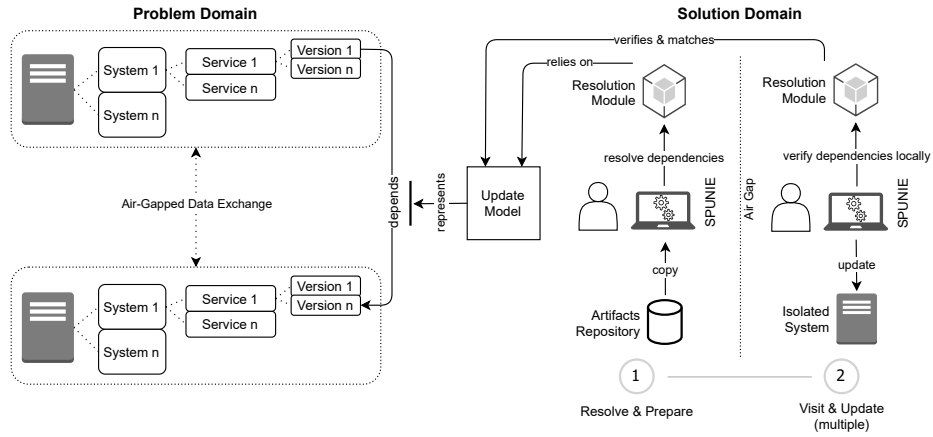 Problem Domain
Solution Domain
System 1
System n
Service 1
Service n
Version 1
Version n
Air-Gapped Data Exchange
System 1
System n
Service 1
Service n
Version 1
Version n
depends
represents
Update
Model
verifies & matches
relies on
Resolution
Module
resolve dependencies
SPUNIE
copy
Artifacts
Repository
1
Resolve & Prepare
Air Gap
Resolution
Module
verify dependencies locally
SPUNIE
update
Isolated
System
2
Visit & Update
(multiple)